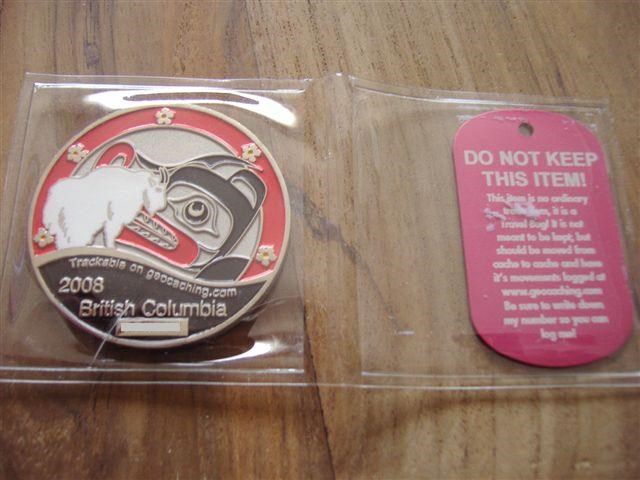 Trackable on geocaching.com
2008
British Columbia
DO NOT KEEP
THIS ITEM!
This item is no ordinary
item, it is a
Travel Bug! It is not
meant to be kept, but
should be moved from
cache to cache and have
it's movements logged at
www.geocaching.com
Be sure to write down
my number so you can
log me!